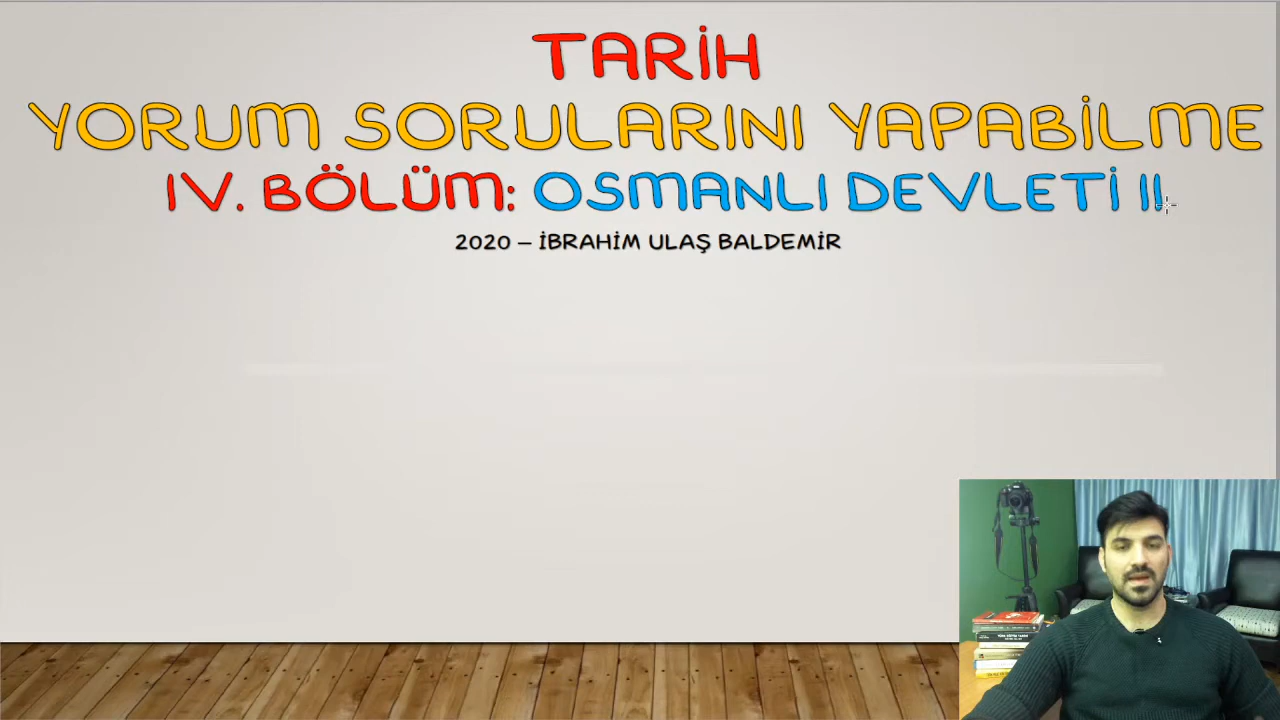 TARİH
YORUM SORULARINI YAPABİLME
IV. BÖLÜM: OSMANLI DEVLETİ II
2020 – İBRAHİM ULAŞ BALDEMİR